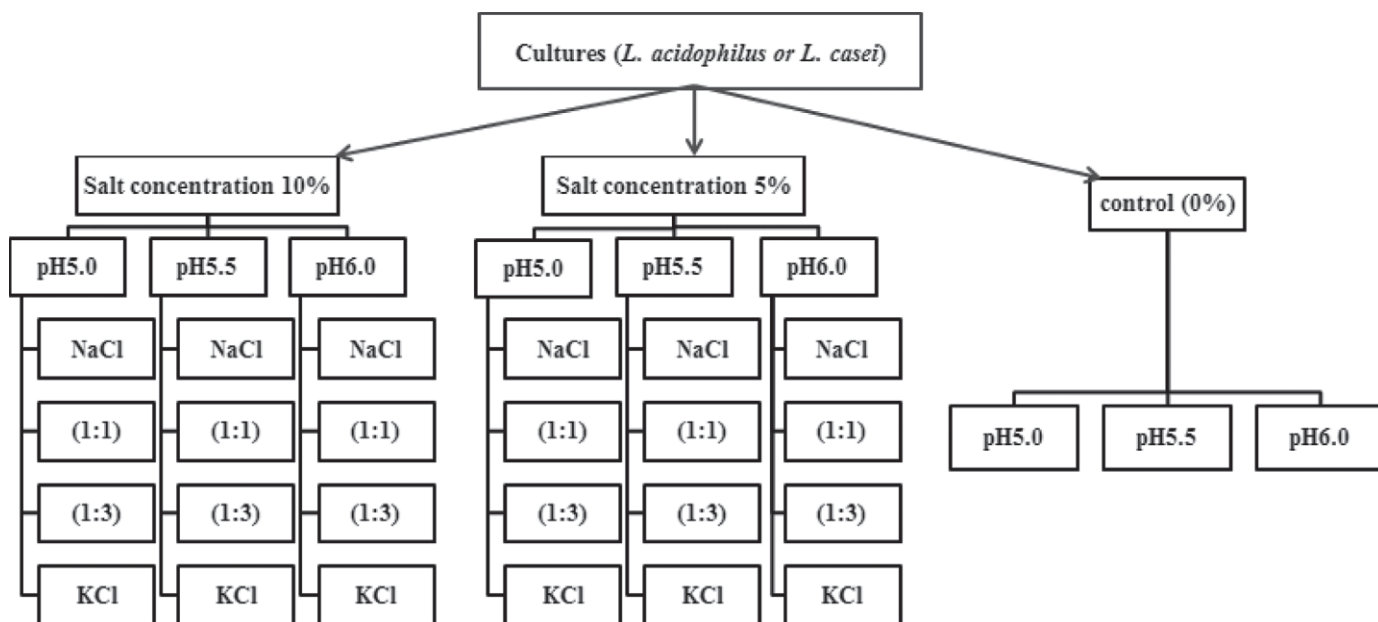 Cultures (L. acidophilus or L. casei)
Salt concentration 10%
Salt concentration 5%
control (0%)
pH5.0
pH5.5
pH6.0
NaCl
NaCl
NaCl
(1:1)
(1:1)
(1:1)
(1:3)
(1:3)
(1:3)
KCl
KCl
KCl
pH5.0
pH5.5
pH6.0
NaCl
NaCl
NaCl
(1:1)
(1:1)
(1:1)
(1:3)
(1:3)
(1:3)
KCl
KCl
KCl
pH5.0
pH5.5
pH6.0